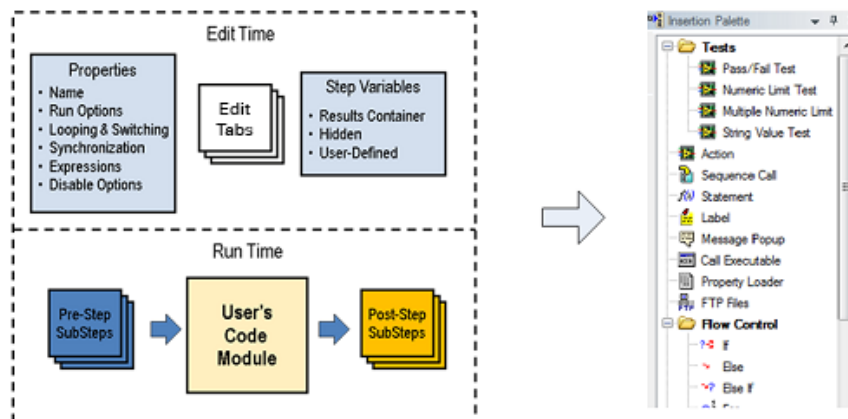 Edit Time
Properties
• Name
• Run Options
• Looping & Switching
• Synchronization
• Expressions
• Disable Options
Edit
Tabs
Step Variables
• Results Container
• Hidden
• User-Defined
Run Time
Pre-Step
SubSteps
User's
Code
Module
Post-Step
SubSteps
Insertion Palette
Tests
Pass/Fail Test
Numeric Limit Test
Multiple Numeric Limit
String Value Test
Action
Sequence Call
f(x) Statement
Label
Message Popup
Call Executable
Property Loader
FTP Files
Flow Control
If
Else
Else If